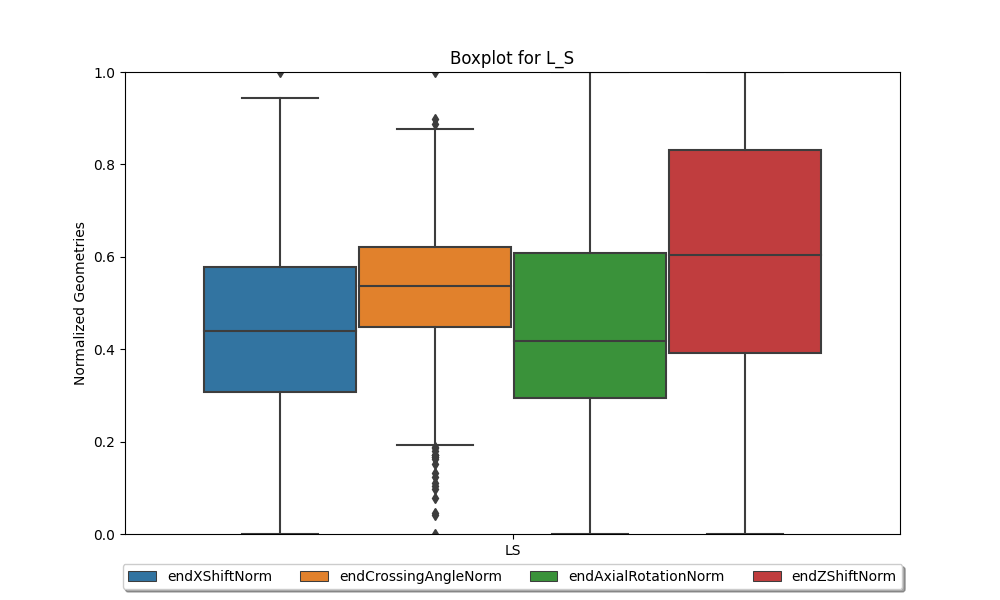 Boxplot for L_S
1.0
0.8
0.6
0.4
0.2
0.0
Normalized Geometries
LS
endXShiftNorm endCrossingAngleNorm endAxialRotationNorm endZShiftNorm